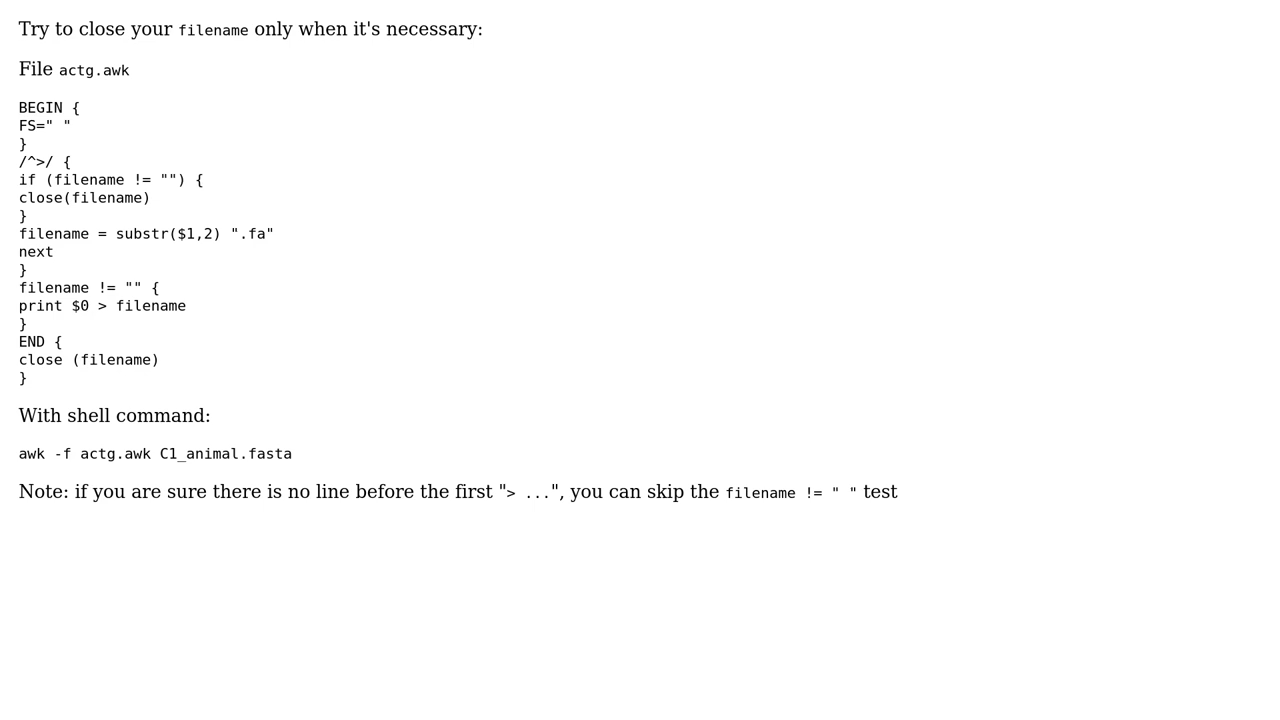 Try to close your filename only when it's necessary:
File actg.awk
BEGIN {
FS=" "
}
/^>/ {
if (filename != "") {
close(filename)
}
filename = substr($1,2) ".fa"
next
}
filename != "" {
print $0 > filename
}
END {
close (filename)
}
With shell command:
awk -f actg.awk C1_animal.fasta
Note: if you are sure there is no line before the first "> ...", you can skip the filename != " " test